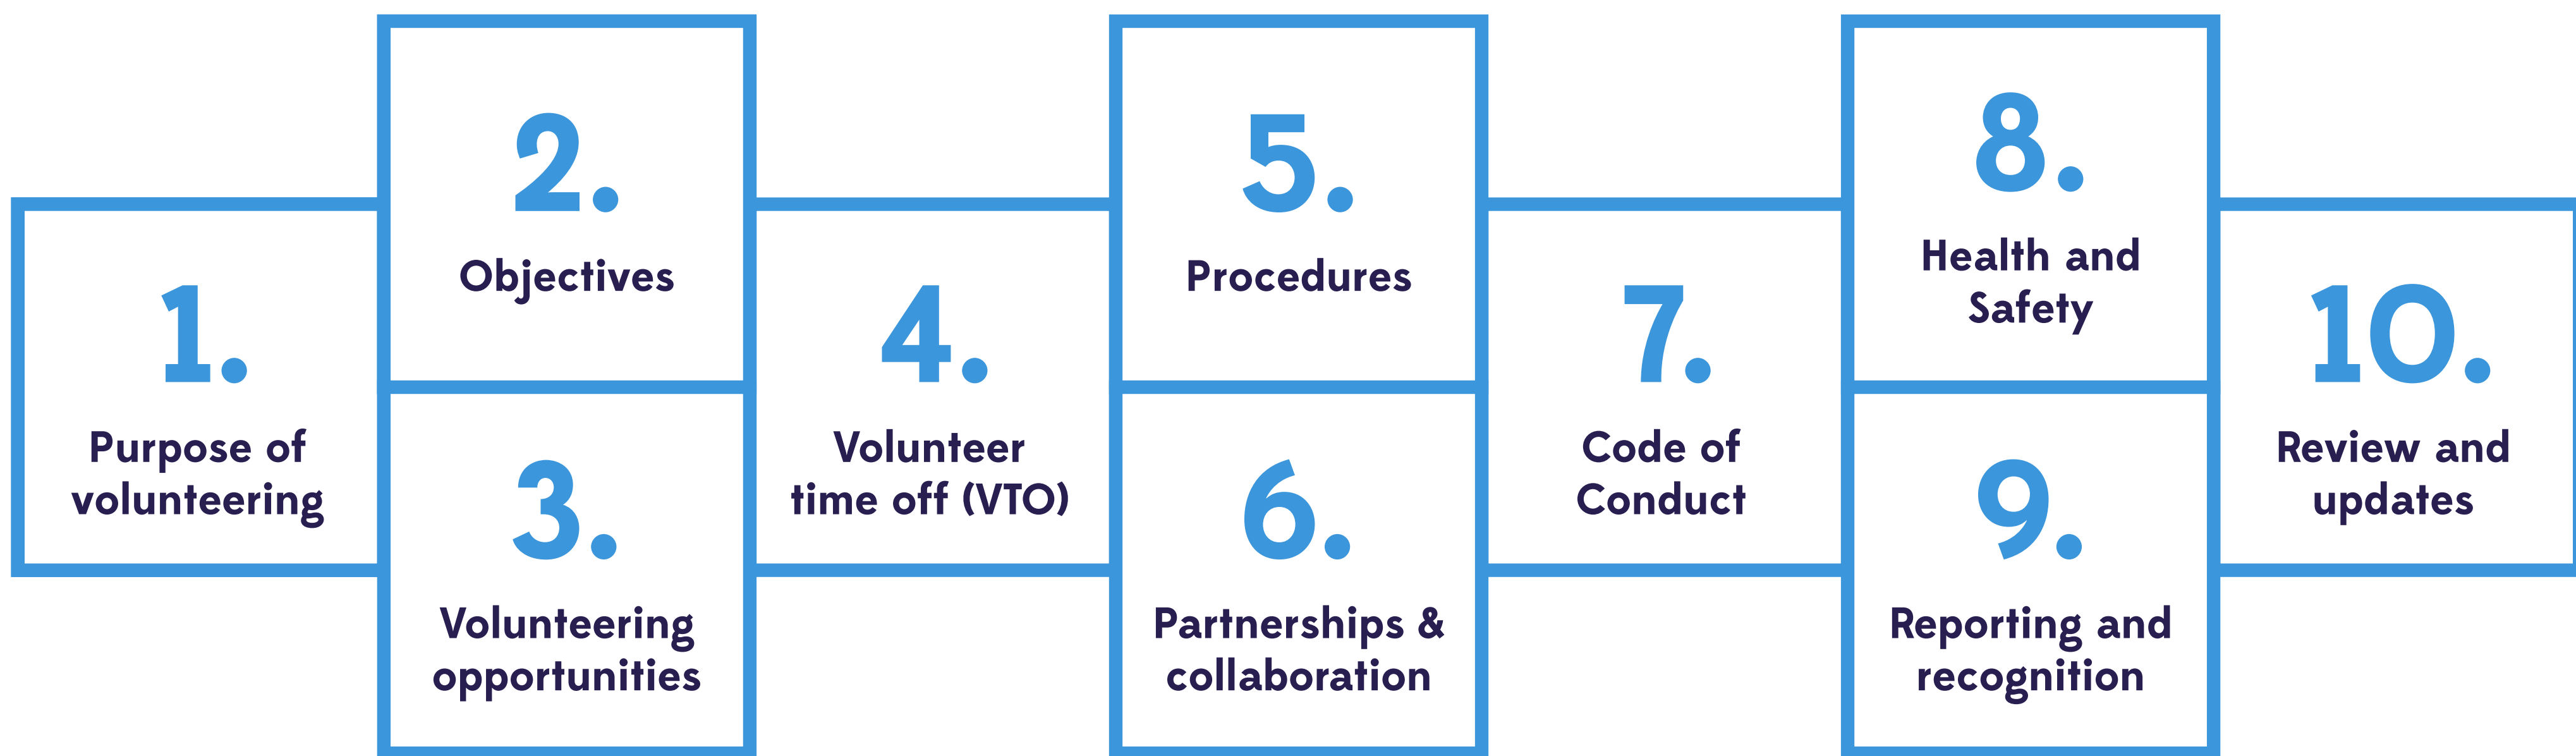 1.
Purpose of
volunteering
2.
Objectives
3.
Volunteering
opportunities
4.
Volunteer
time off (VTO)
5.
Procedures
6.
Partnerships &
collaboration
7.
Code of
Conduct
8.
Health and
Safety
9.
Reporting and
recognition
10.
Review and
updates